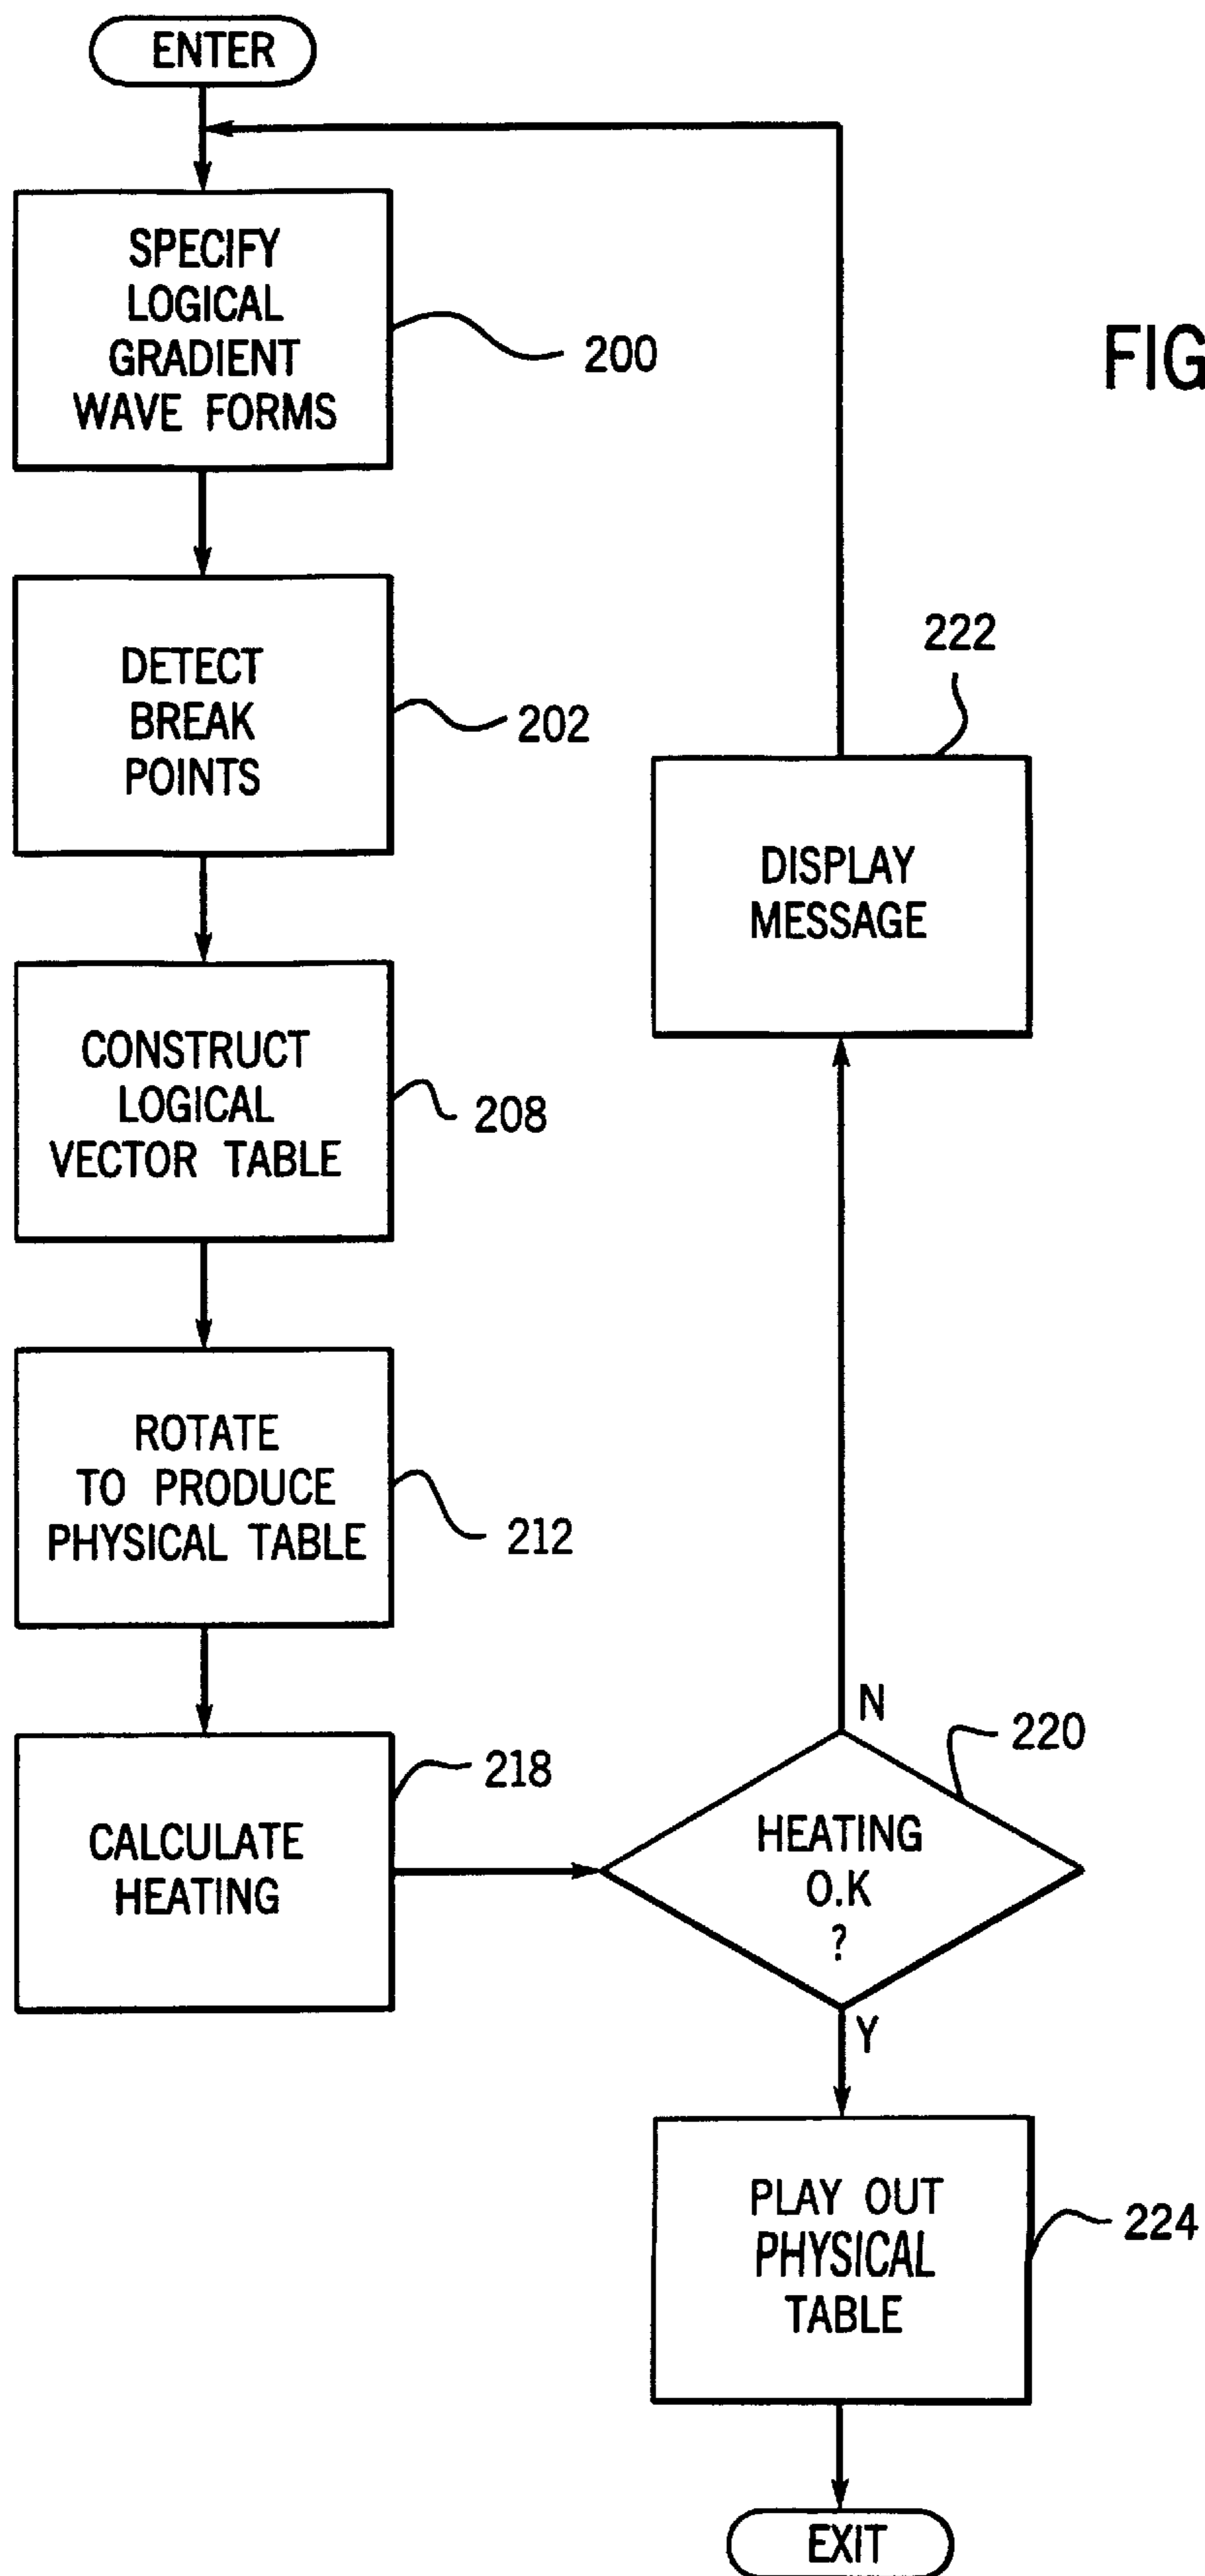 ENTER
SPECIFY
LOGICAL
GRADIENT
WAVE FORMS
200
FIG
DETECT
BREAK
POINTS
202
222
DISPLAY
MESSAGE
CONSTRUCT
LOGICAL
VECTOR TABLE
208
ROTATE
TO PRODUCE
PHYSICAL TABLE
212
CALCULATE
HEATING
218
N
220
HEATING
O.K
?
Y
PLAY OUT
PHYSICAL
TABLE
224
EXIT